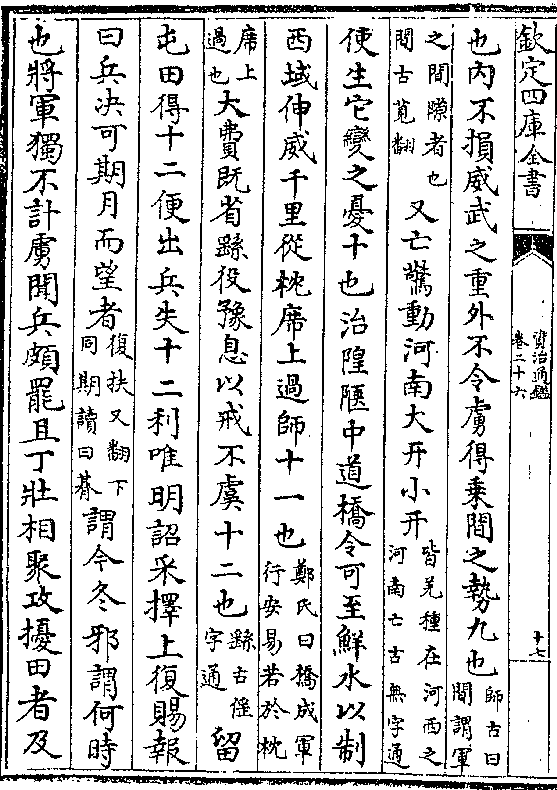 欽定四庫全書
資治通鑑
卷二十六
十七
也内不損威武之重外不令虜得乗間之勢九也師古曰間謂軍
之間隙者也間古莧翻又亡驚動河南大幵小幵皆羌種在河西之河南亡古無字通
使生它變之憂十也治隍陿中道橋令可至鮮水以制
西域伸威千里從枕席上過師十一也鄭氏曰橋成軍行安易若於枕
席上過也大費既省繇役豫息以戒不虞十二也繇古徭字通留
屯田得十二便出兵失十二利唯明詔采擇上復賜報
曰兵决可期月而望者復扶又翻下同期讀曰朞謂今冬邪謂何時
也將軍獨不計虜聞兵頗罷且丁壯相聚攻擾田者及